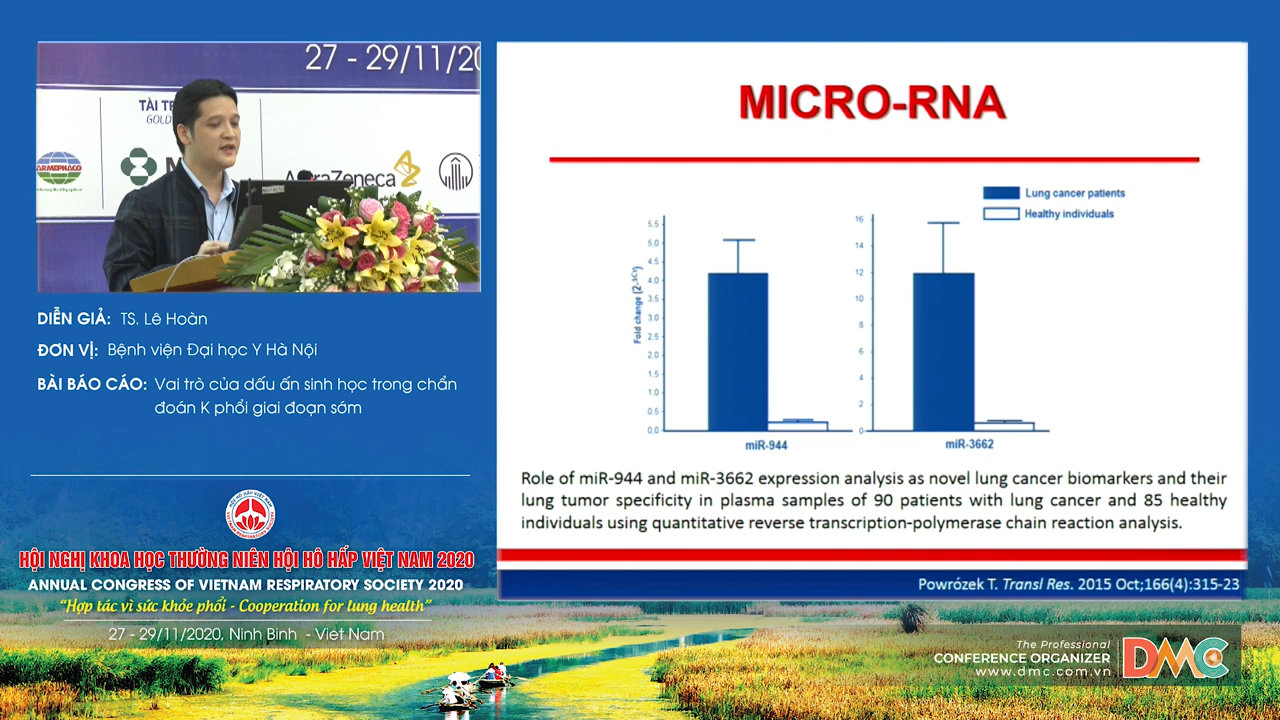 27 - 29/11/20
TÀI TR
GOLD
ARMEPHACO
M
AstraZeneca
DIỄN GIẢ: TS. Lê Hoàn
ĐƠN VỊ: Bệnh viện Đại học Y Hà Nội
BÀI BÁO CÁO: Vai trò của dấu ấn sinh học trong chẩn
đoán K phổi giai đoạn sớm
HỘI NGHỊ KHOA HỌC THƯỜNG NIÊN HỘI HÔ HẤP VIỆT NAM 2020
ANNUAL CONGRESS OF VIETNAM RESPIRATORY SOCIETY 2020
“Hợp tác vì sức khỏe phổi - Cooperation for lung health”
27 - 29/11/2020, Ninh Bình - Viet Nam
MICRO-RNA
Lung cancer patients
Healthy individuals
Fold change (2-ΔCt)
5.5
5.0
4.5
4.0
3.5
3.0
2.5
2.0
1.5
1.0
0.5
0.0
miR-944
16
14
12
10
8
6
4
2
0
miR-3662
Role of miR-944 and miR-3662 expression analysis as novel lung cancer biomarkers and their
lung tumor specificity in plasma samples of 90 patients with lung cancer and 85 healthy
individuals using quantitative reverse transcription-polymerase chain reaction analysis.
Powrózek T. Transl Res. 2015 Oct;166(4):315-23
The Professional
CONFERENCE ORGANIZER
www.dmc.com.vn
DMC